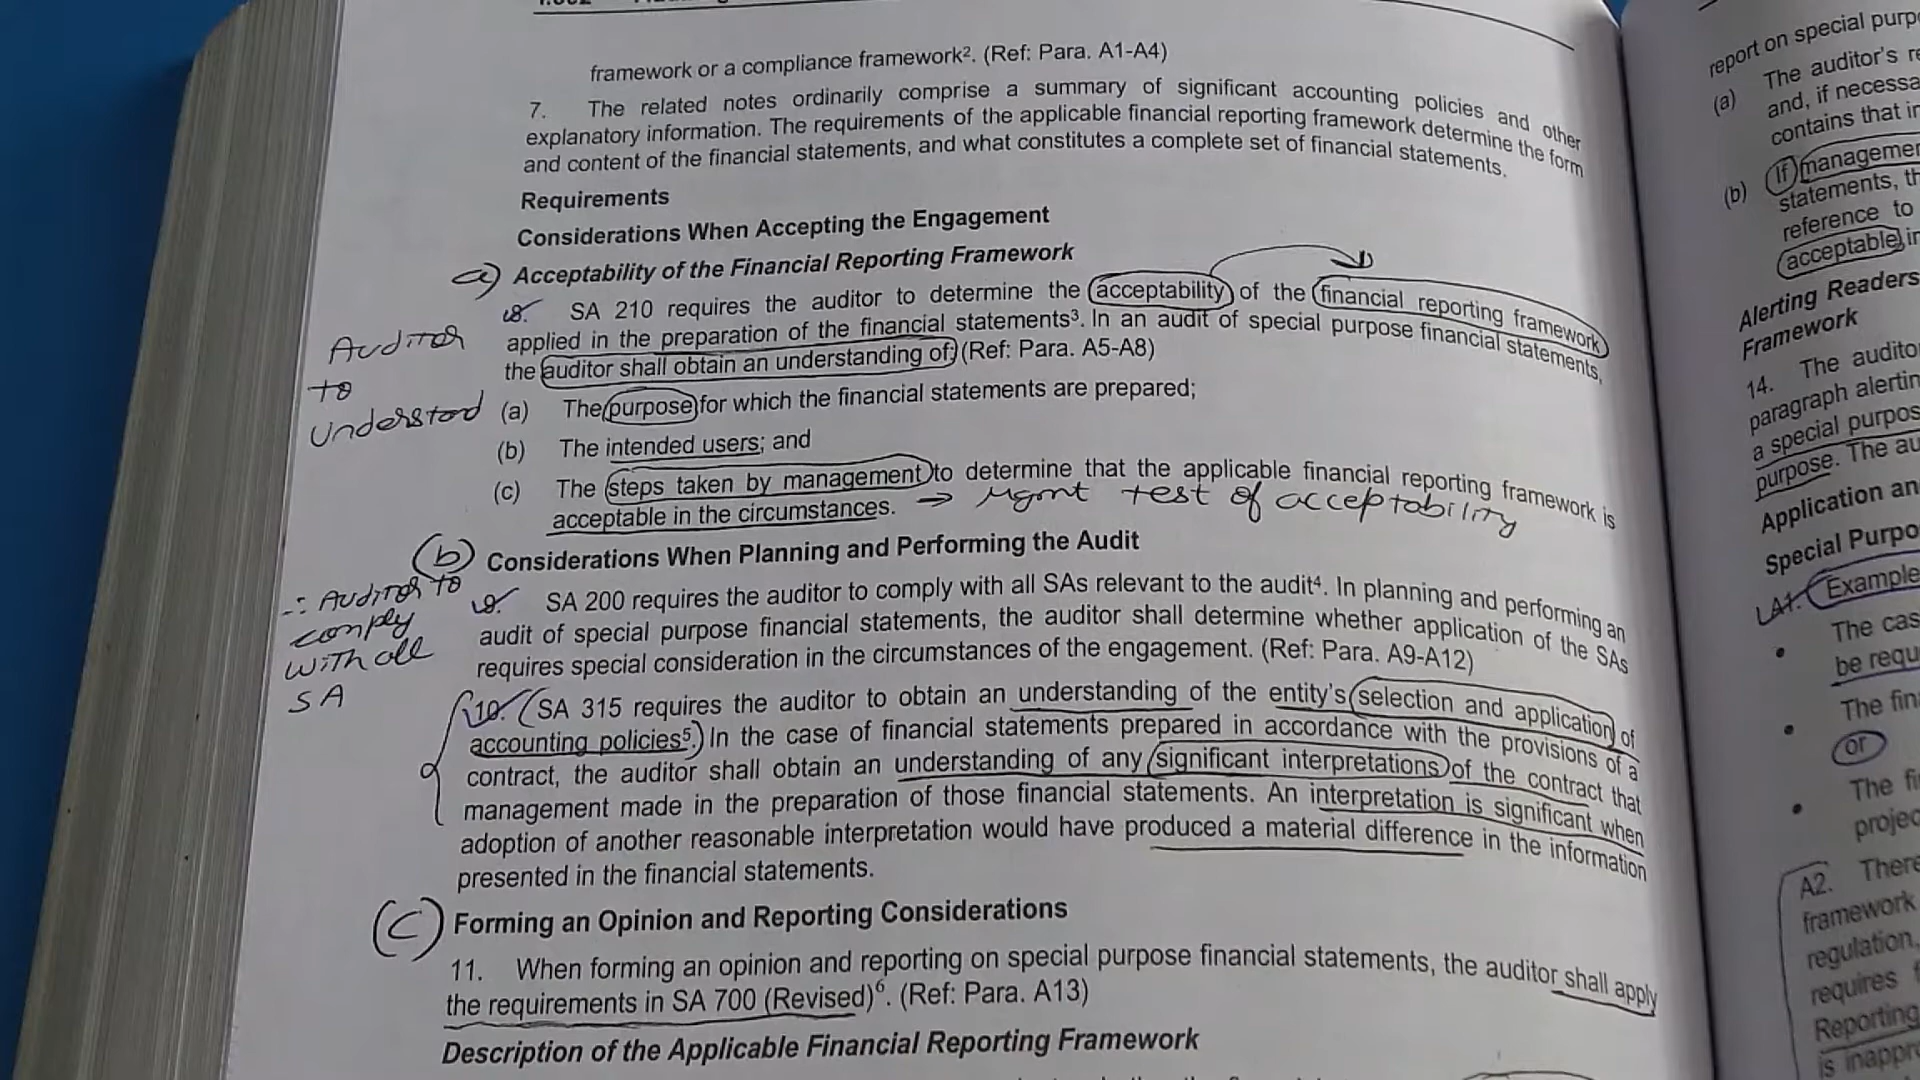 framework or a compliance framework². (Ref: Para. A1-A4)
7. The related notes ordinarily comprise a summary of significant accounting policies and other
explanatory information. The requirements of the applicable financial reporting framework determine the form
and content of the financial statements, and what constitutes a complete set of financial statements.
Requirements
Considerations When Accepting the Engagement
a) Acceptability of the Financial Reporting Framework
8. SA 210 requires the auditor to determine the acceptability of the financial reporting framework
applied in the preparation of the financial statements³. In an audit of special purpose financial statements,
the auditor shall obtain an understanding of: (Ref: Para. A5-A8)
Auditor
to
Understand
(a) The purpose for which the financial statements are prepared;
(b) The intended users; and
(c) The steps taken by management to determine that the applicable financial reporting framework is
acceptable in the circumstances. → Mgmt test of acceptability
(b) Considerations When Planning and Performing the Audit
∴ Auditor to
comply
with all
SA
9. SA 200 requires the auditor to comply with all SAs relevant to the audit⁴. In planning and performing an
audit of special purpose financial statements, the auditor shall determine whether application of the SAs
requires special consideration in the circumstances of the engagement. (Ref: Para. A9-A12)
10. SA 315 requires the auditor to obtain an understanding of the entity's selection and application of
accounting policies⁵. In the case of financial statements prepared in accordance with the provisions of a
contract, the auditor shall obtain an understanding of any significant interpretations of the contract that
management made in the preparation of those financial statements. An interpretation is significant when
adoption of another reasonable interpretation would have produced a material difference in the information
presented in the financial statements.
(C) Forming an Opinion and Reporting Considerations
11. When forming an opinion and reporting on special purpose financial statements, the auditor shall apply
the requirements in SA 700 (Revised)⁶. (Ref: Para. A13)
Description of the Applicable Financial Reporting Framework
report on special
(a) The auditor's
and, if
contains that
(b) If
statements,
reference to
acceptable
Alerting Readers
Framework
14. The
paragraph
a special
purpose. The
Application
Special
A1. Example
• The
be
• The
or
• The
A2. There
framework
regulation,
requires
Reporting
is